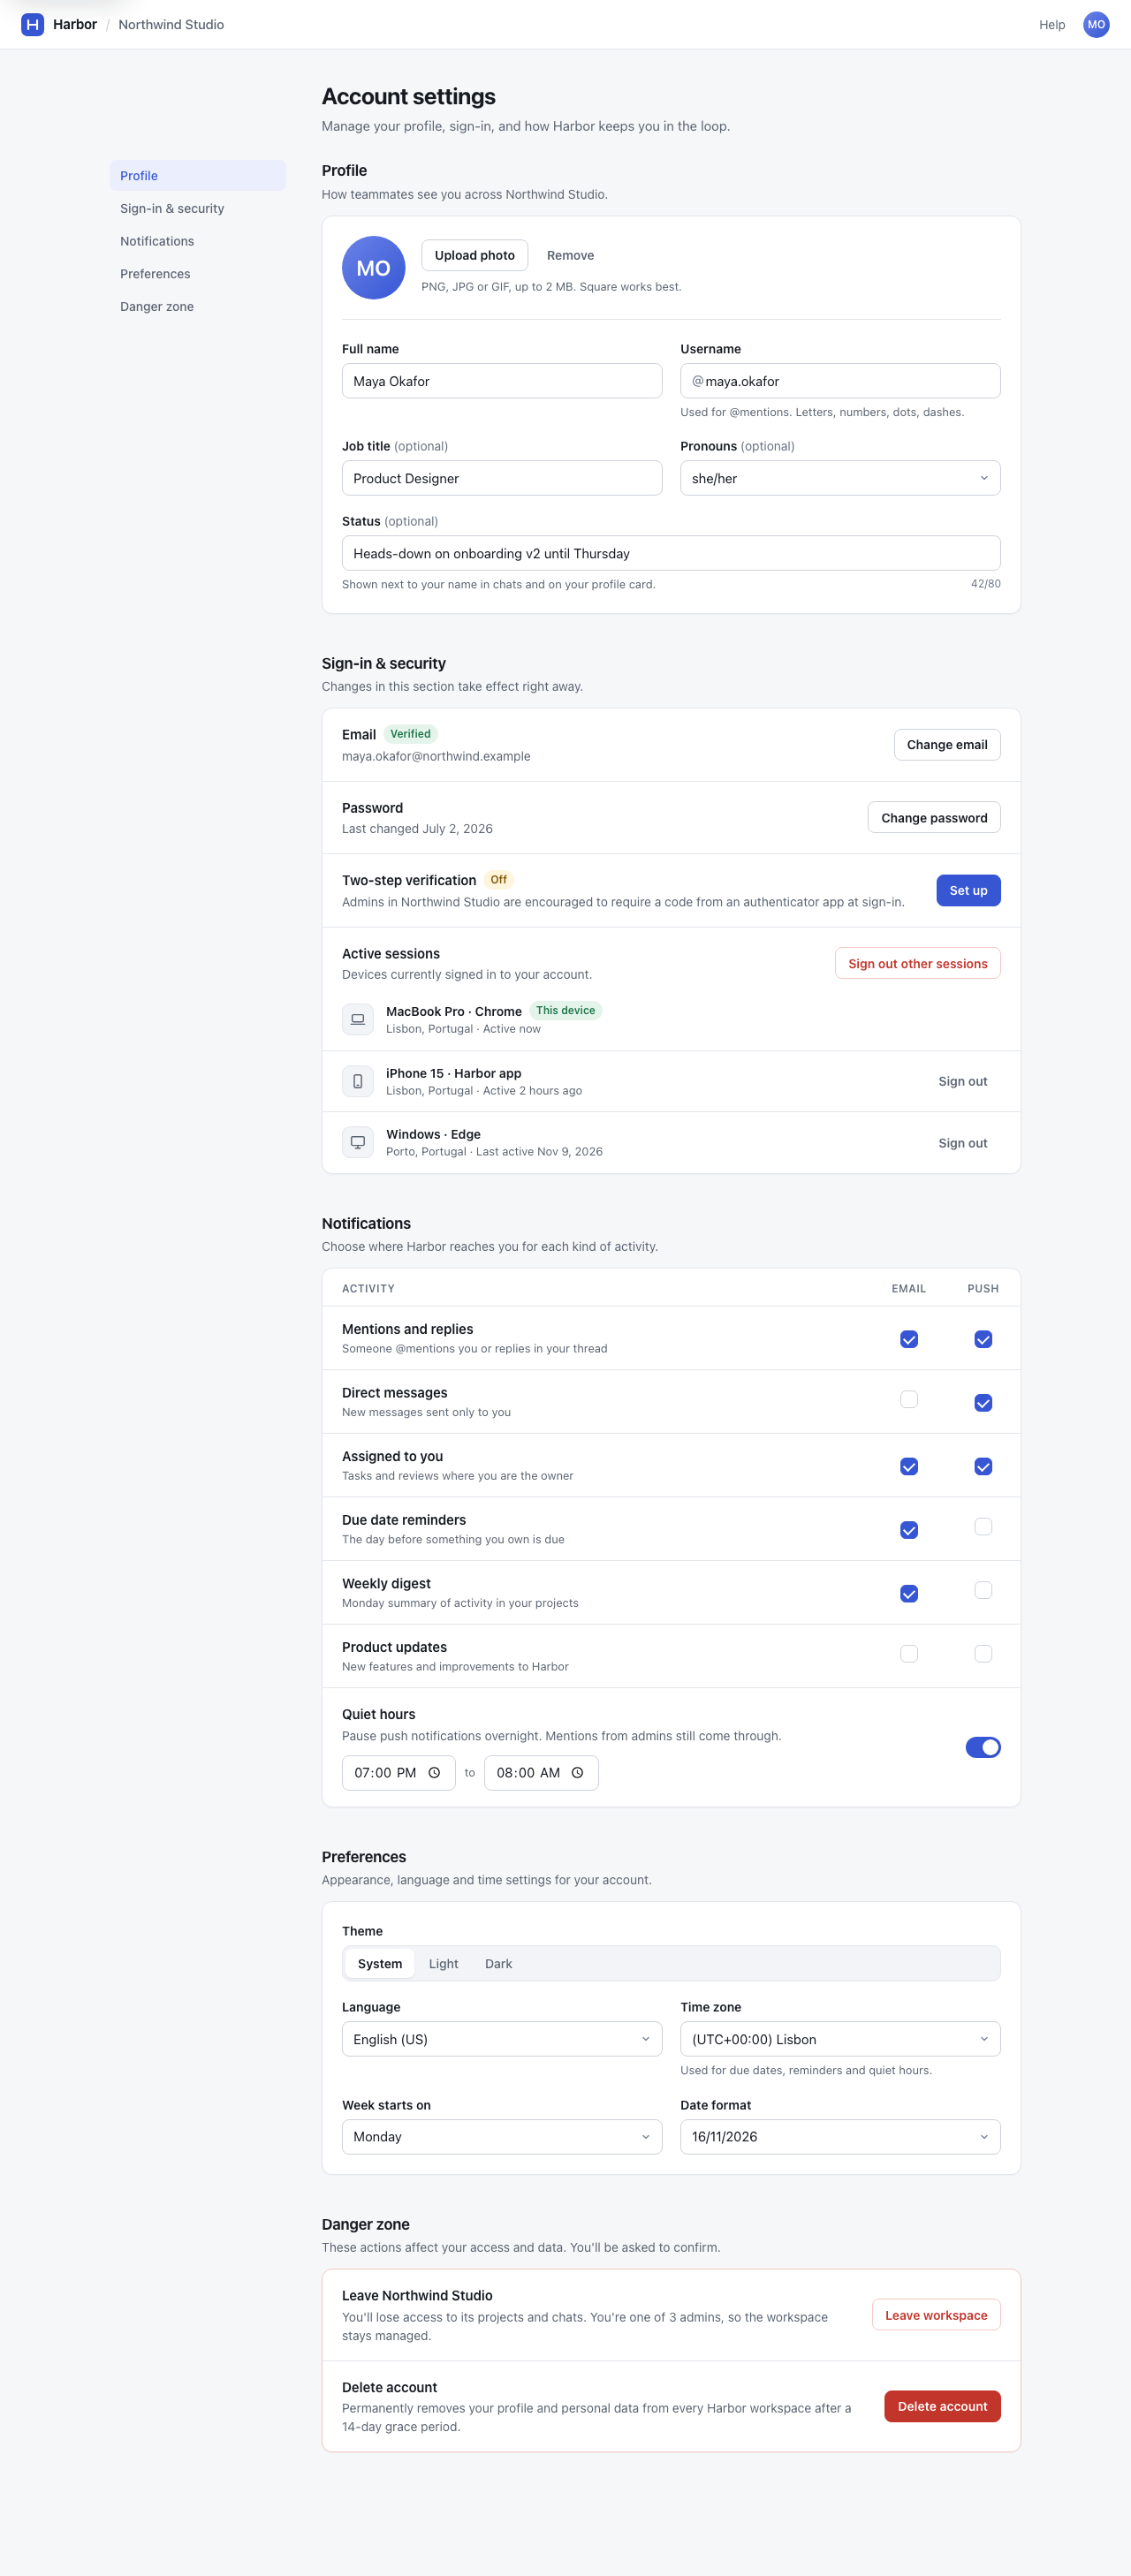 Harbor / Northwind Studio
Help
MO
Account settings
Manage your profile, sign-in, and how Harbor keeps you in the loop.
Profile
Sign-in & security
Notifications
Preferences
Danger zone
Profile
How teammates see you across Northwind Studio.
MO
Upload photo
Remove
PNG, JPG or GIF, up to 2 MB. Square works best.
Full name
Maya Okafor
Username
@maya.okafor
Used for @mentions. Letters, numbers, dots, dashes.
Job title (optional)
Product Designer
Pronouns (optional)
she/her
Status (optional)
Heads-down on onboarding v2 until Thursday
Shown next to your name in chats and on your profile card.
42/80
Sign-in & security
Changes in this section take effect right away.
Email Verified
maya.okafor@northwind.example
Change email
Password
Last changed July 2, 2026
Change password
Two-step verification Off
Admins in Northwind Studio are encouraged to require a code from an authenticator app at sign-in.
Set up
Active sessions
Devices currently signed in to your account.
Sign out other sessions
MacBook Pro · Chrome This device
Lisbon, Portugal · Active now
iPhone 15 · Harbor app
Lisbon, Portugal · Active 2 hours ago
Sign out
Windows · Edge
Porto, Portugal · Last active Nov 9, 2026
Sign out
Notifications
Choose where Harbor reaches you for each kind of activity.
ACTIVITY EMAIL PUSH
Mentions and replies
Someone @mentions you or replies in your thread
Direct messages
New messages sent only to you
Assigned to you
Tasks and reviews where you are the owner
Due date reminders
The day before something you own is due
Weekly digest
Monday summary of activity in your projects
Product updates
New features and improvements to Harbor
Quiet hours
Pause push notifications overnight. Mentions from admins still come through.
07:00 PM to 08:00 AM
Preferences
Appearance, language and time settings for your account.
Theme
System Light Dark
Language
English (US)
Time zone
(UTC+00:00) Lisbon
Used for due dates, reminders and quiet hours.
Week starts on
Monday
Date format
16/11/2026
Danger zone
These actions affect your access and data. You'll be asked to confirm.
Leave Northwind Studio
You'll lose access to its projects and chats. You're one of 3 admins, so the workspace
stays managed.
Leave workspace
Delete account
Permanently removes your profile and personal data from every Harbor workspace after a
14-day grace period.
Delete account